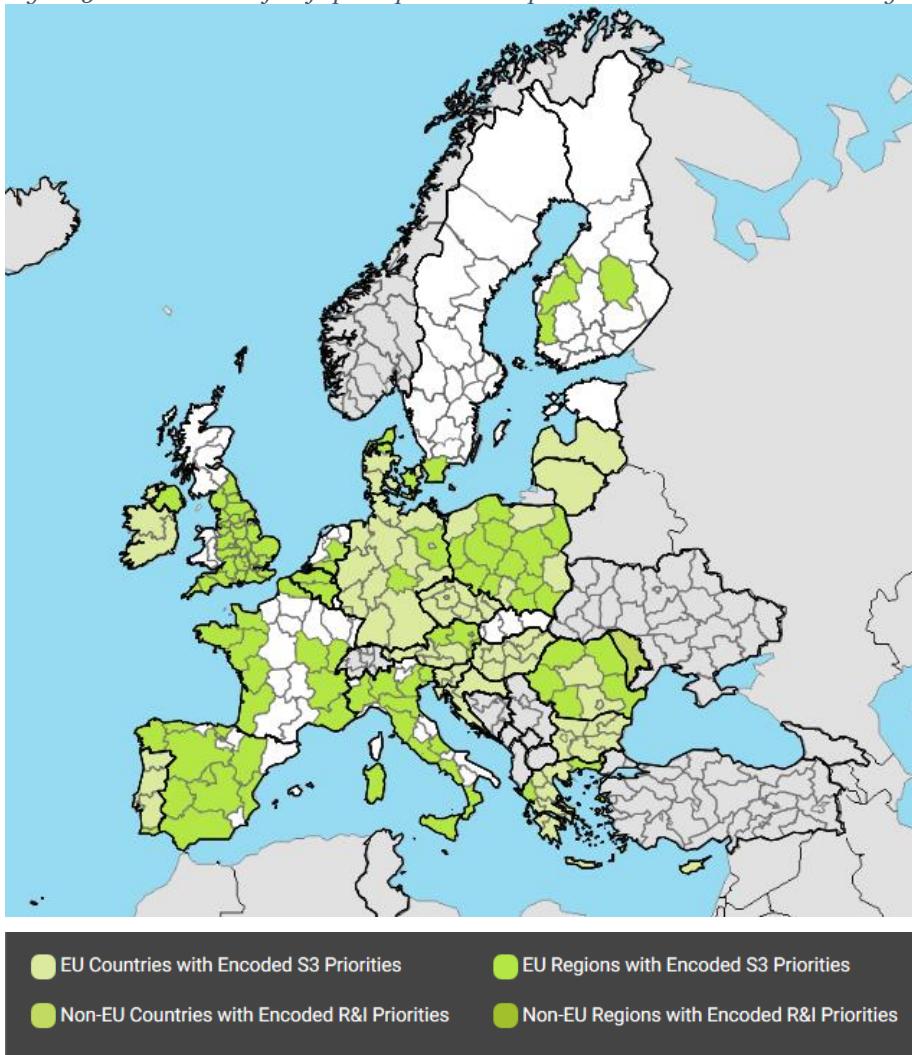 EU Countries with Encoded S3 Priorities
EU Regions with Encoded S3 Priorities
Non-EU Countries with Encoded R&I Priorities
Non-EU Regions with Encoded R&I Priorities